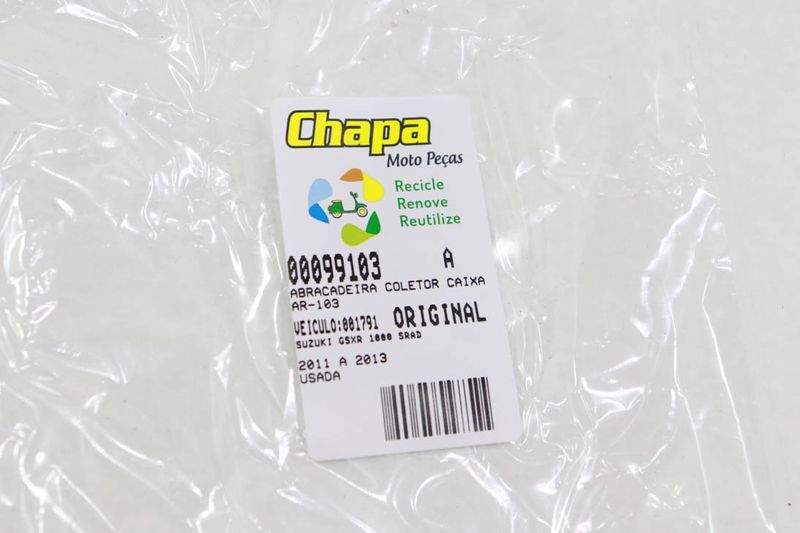 Chapa
Moto Peças
Recicle
Renove
Reutilize
00099103 A
ABRACADEIRA COLETOR CAIXA
AR-103
VEICULO:001791 ORIGINAL
SUZUKI GSXR 1000 SRAD
2011 A 2013
USADA